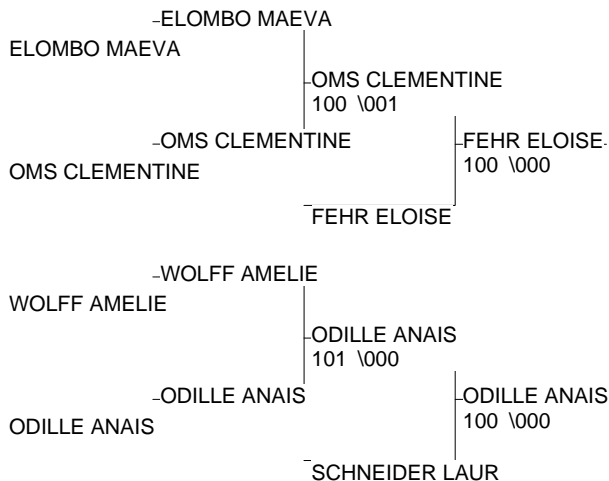 ELOMBO MAEVA
ELOMBO MAEVA
OMS CLEMENTINE
100 \001
OMS CLEMENTINE
FEHR ELOISE
100 \000
OMS CLEMENTINE
FEHR ELOISE
WOLFF AMELIE
WOLFF AMELIE
ODILLE ANAIS
101 \000
ODILLE ANAIS
ODILLE ANAIS
100 \000
ODILLE ANAIS
SCHNEIDER LAUR